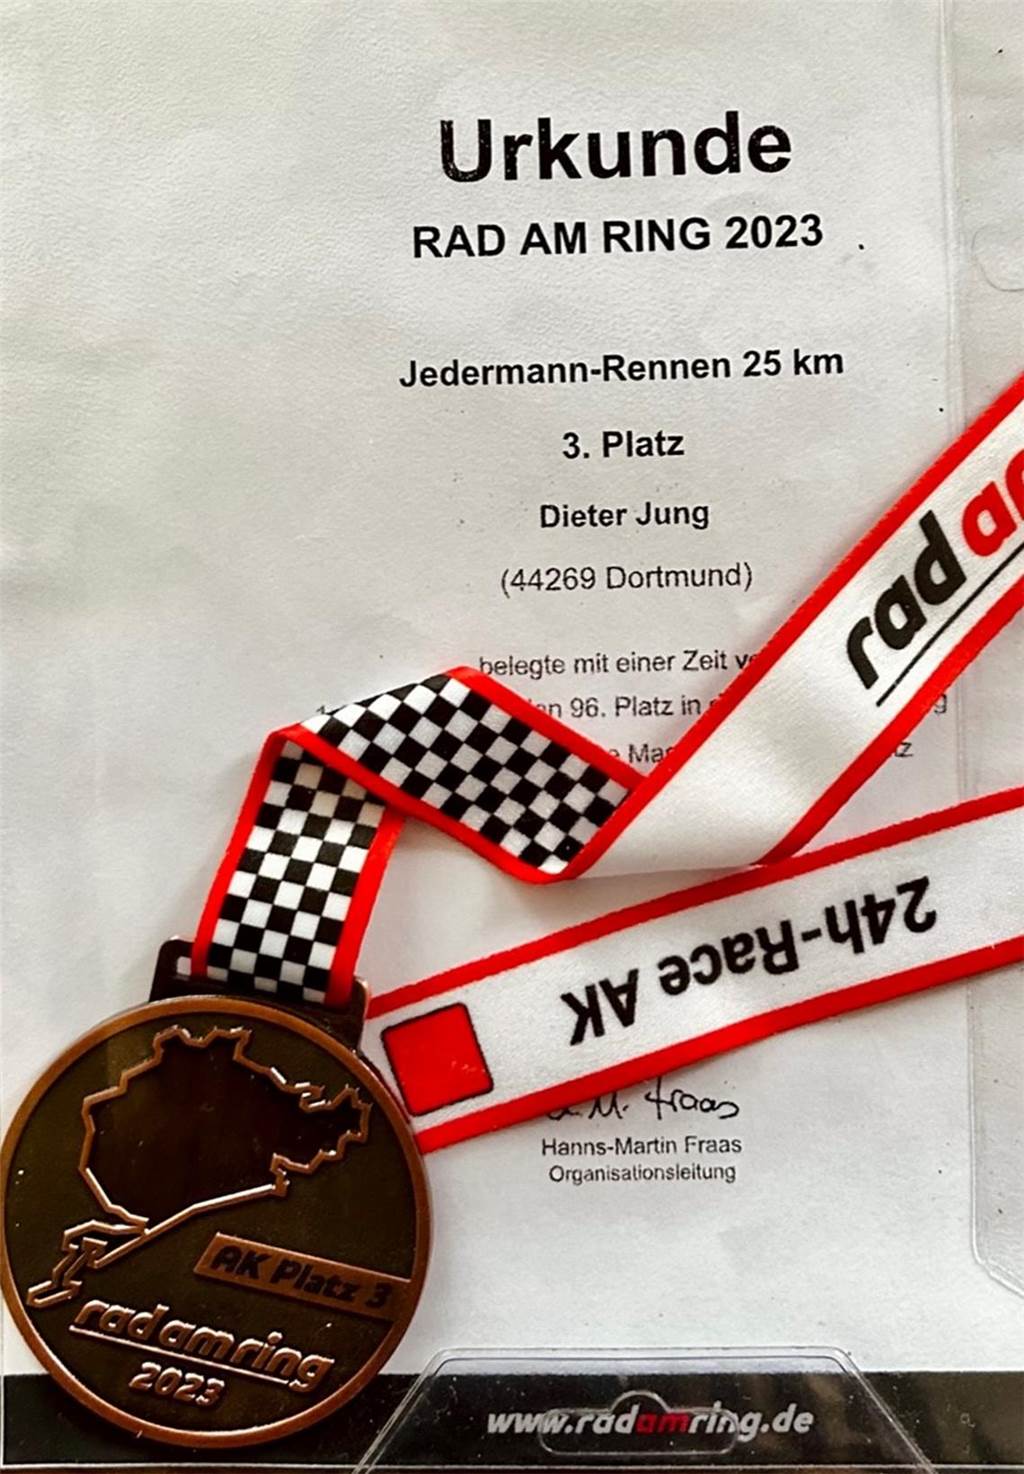 Urkunde
RAD AM RING 2023
Jedermann-Rennen 25 km
3. Platz
Dieter Jung
(44269 Dortmund)
belegte mit einer Zeit
96. Platz in
rad
24h-Race AK
Hanns-Martin Fraas
Organisationsleitung
AK Platz 3
rad am ring
2023
www.radamring.de